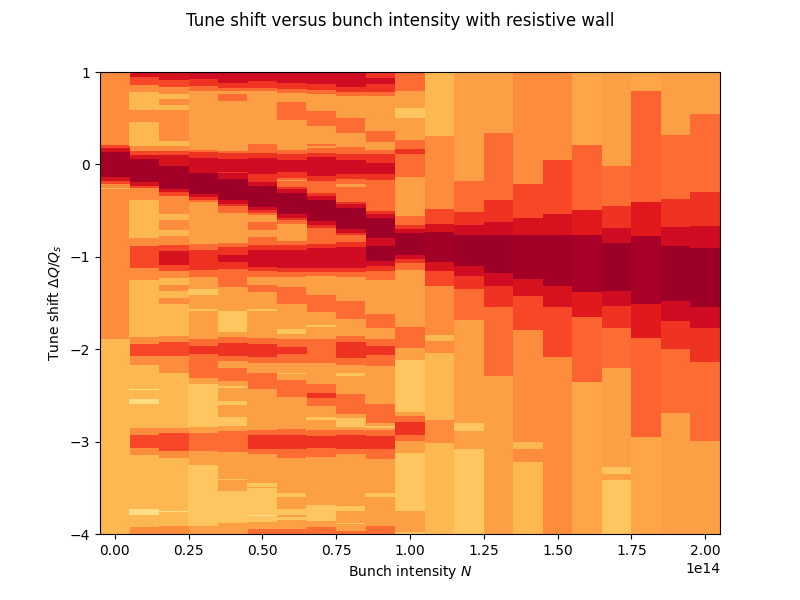 Tune shift versus bunch intensity with resistive wall
1
0
−1
−2
−3
−4
Tune shift ΔQ/Qₛ
0.00 0.25 0.50 0.75 1.00 1.25 1.50 1.75 2.00
1e14
Bunch intensity N